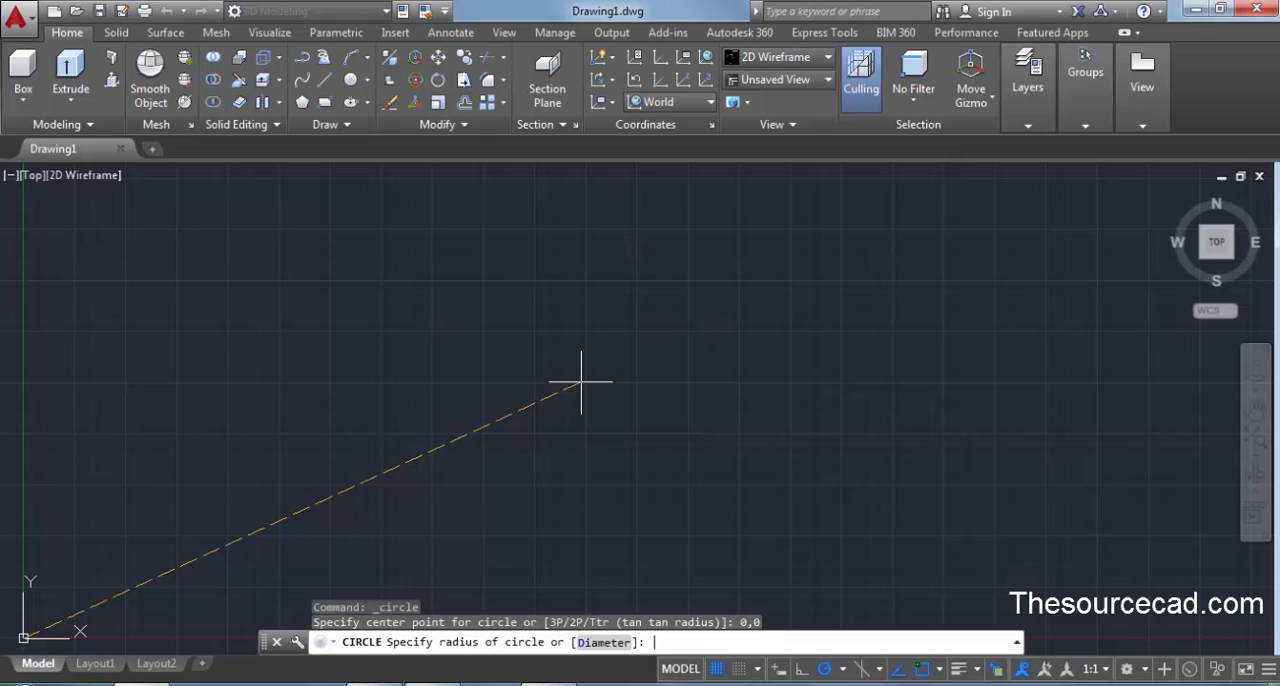 3D Modeling
Drawing1.dwg
Type a keyword or phrase
Sign In
Home
Solid
Surface
Mesh
Visualize
Parametric
Insert
Annotate
View
Manage
Output
Add-ins
Autodesk 360
Express Tools
BIM 360
Performance
Featured Apps
Box
Extrude
Smooth
Object
Section
Plane
World
2D Wireframe
Unsaved View
Culling
No Filter
Move
Gizmo
Layers
Groups
View
Modeling
Mesh
Solid Editing
Draw
Modify
Section
Coordinates
View
Selection
Drawing1
[−][Top][2D Wireframe]
N
W
TOP
E
S
WCS
Y
X
Thesourcecad.com
Command: _circle
Specify center point for circle or [3P/2P/Ttr (tan tan radius)]: 0,0
CIRCLE Specify radius of circle or [Diameter]:
Model
Layout1
Layout2
MODEL
1:1